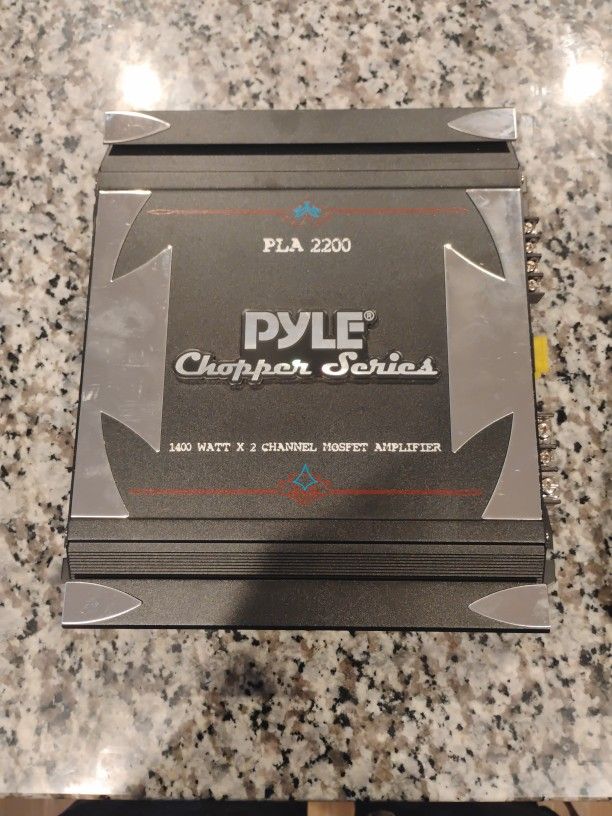 PLA 2200
PYLE®
Chopper Series
1400 WATT X 2 CHANNEL MOSFET AMPLIFIER